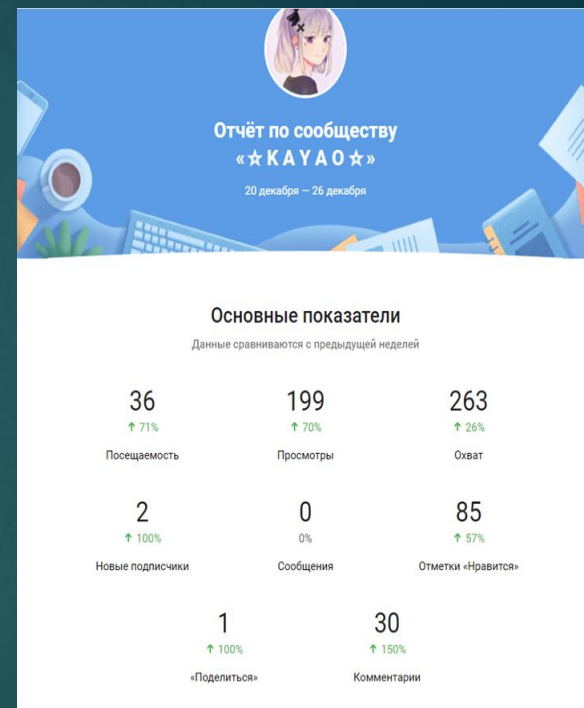 Отчёт по сообществу
«☆ K A Y A O ☆»
20 декабря — 26 декабря
Основные показатели
Данные сравниваются с предыдущей неделей
36 199 263
↑ 71% ↑ 70% ↑ 26%
Посещаемость Просмотры Охват
2 0 85
↑ 100% 0% ↑ 57%
Новые подписчики Сообщения Отметки «Нравится»
1 30
↑ 100% ↑ 150%
«Поделиться» Комментарии